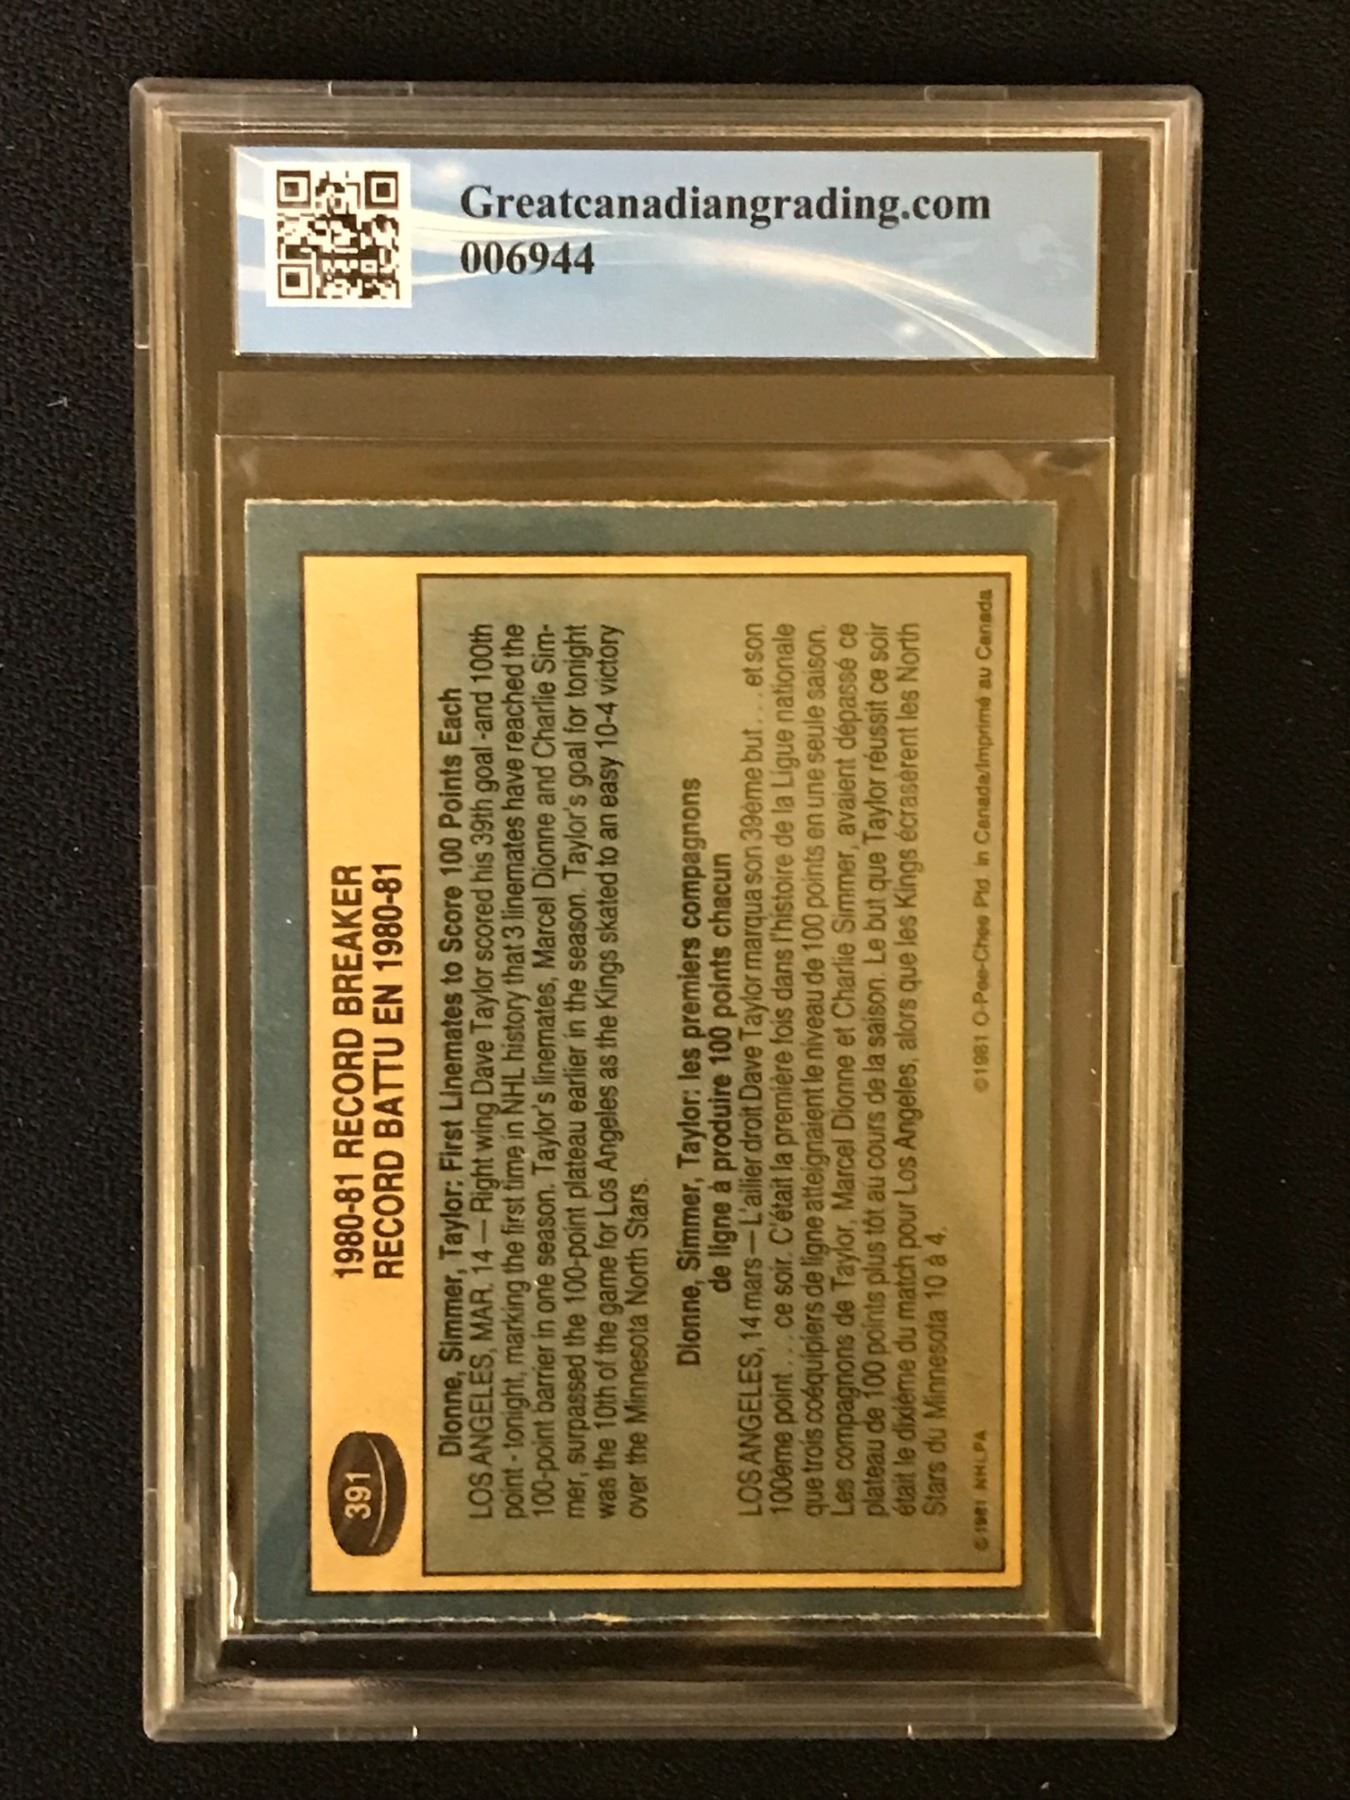 Greatcanadiangrading.com
006944
391
1980-81 RECORD BREAKER
RECORD BATTU EN 1980-81
Dionne, Simmer, Taylor: First Linemates to Score 100 Points Each
LOS ANGELES, MAR. 14 — Right wing Dave Taylor scored his 39th goal -and 100th
point - tonight, marking the first time in NHL history that 3 linemates have reached the
100-point barrier in one season. Taylor's linemates, Marcel Dionne and Charlie Sim-
mer, surpassed the 100-point plateau earlier in the season. Taylor's goal for tonight
was the 10th of the game for Los Angeles as the Kings skated to an easy 10-4 victory
over the Minnesota North Stars.
Dionne, Simmer, Taylor: les premiers compagnons
de ligne à produire 100 points chacun
LOS ANGELES, 14 mars — L'ailier droit Dave Taylor marqua son 39ème but . . . et son
100ème point . . . ce soir. C'était la première fois dans l'histoire de la Ligue nationale
que trois coéquipiers de ligne atteignaient le niveau de 100 points en une seule saison.
Les compagnons de Taylor, Marcel Dionne et Charlie Simmer, avaient dépassé ce
plateau de 100 points plus tôt au cours de la saison. Le but que Taylor réussit ce soir
était le dixième du match pour Los Angeles, alors que les Kings écrasèrent les North
Stars du Minnesota 10 à 4.
©1981 NHLPA
©1981 O-Pee-Chee Ptd. in Canada/Imprimé au Canada